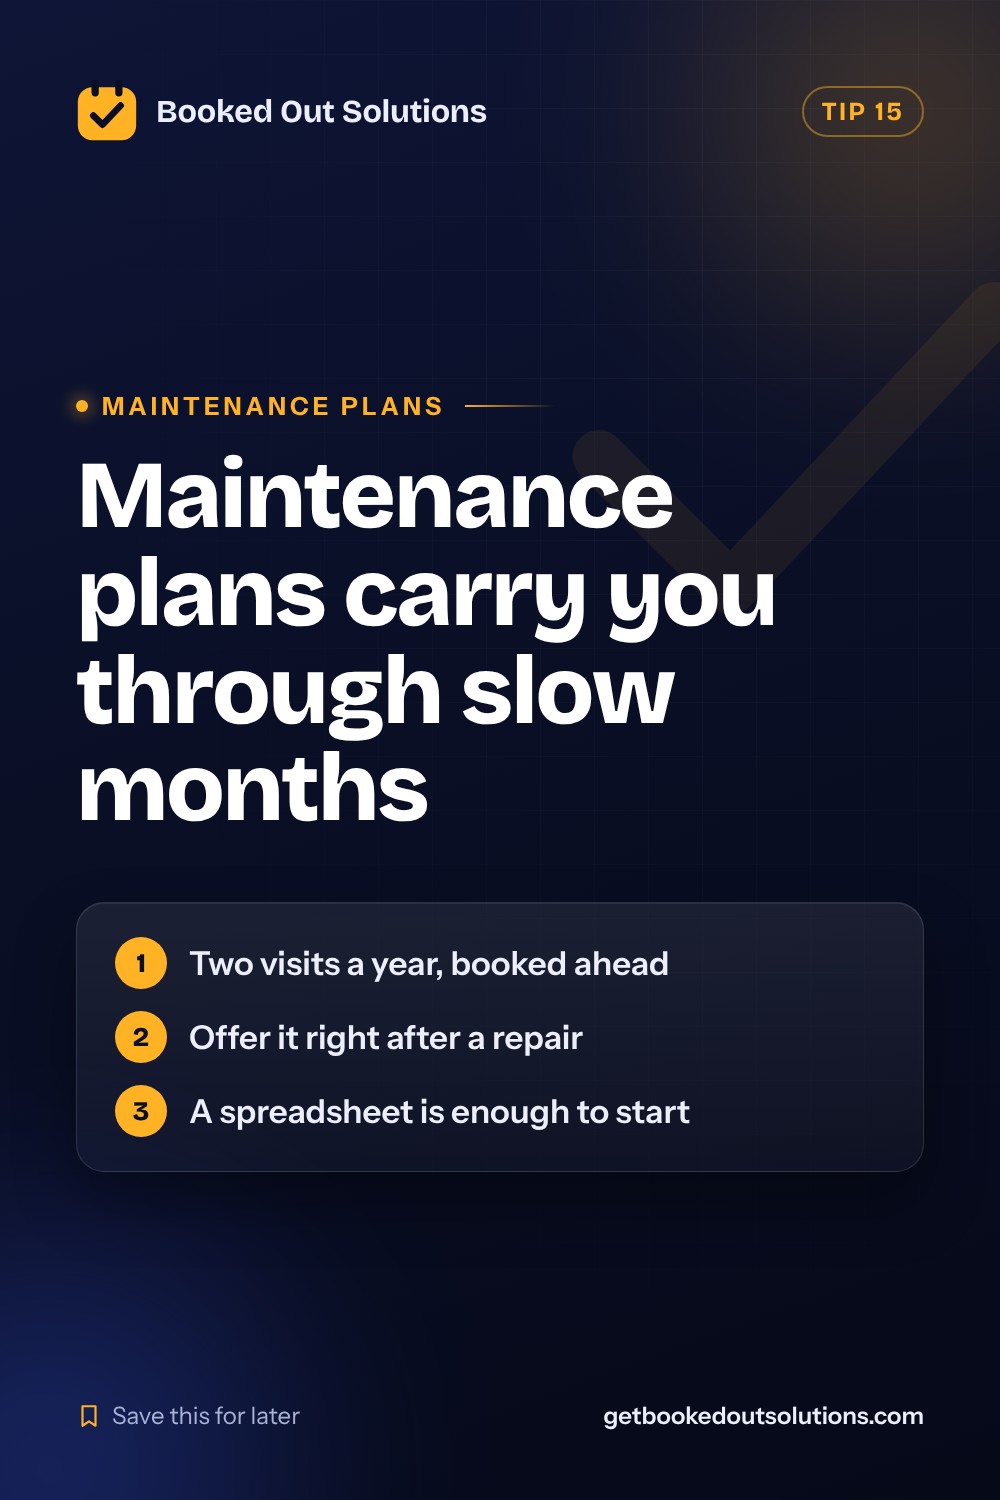 Booked Out Solutions
TIP 15
MAINTENANCE PLANS
Maintenance
plans carry you
through slow
months
1 Two visits a year, booked ahead
2 Offer it right after a repair
3 A spreadsheet is enough to start
Save this for later
getbookedoutsolutions.com